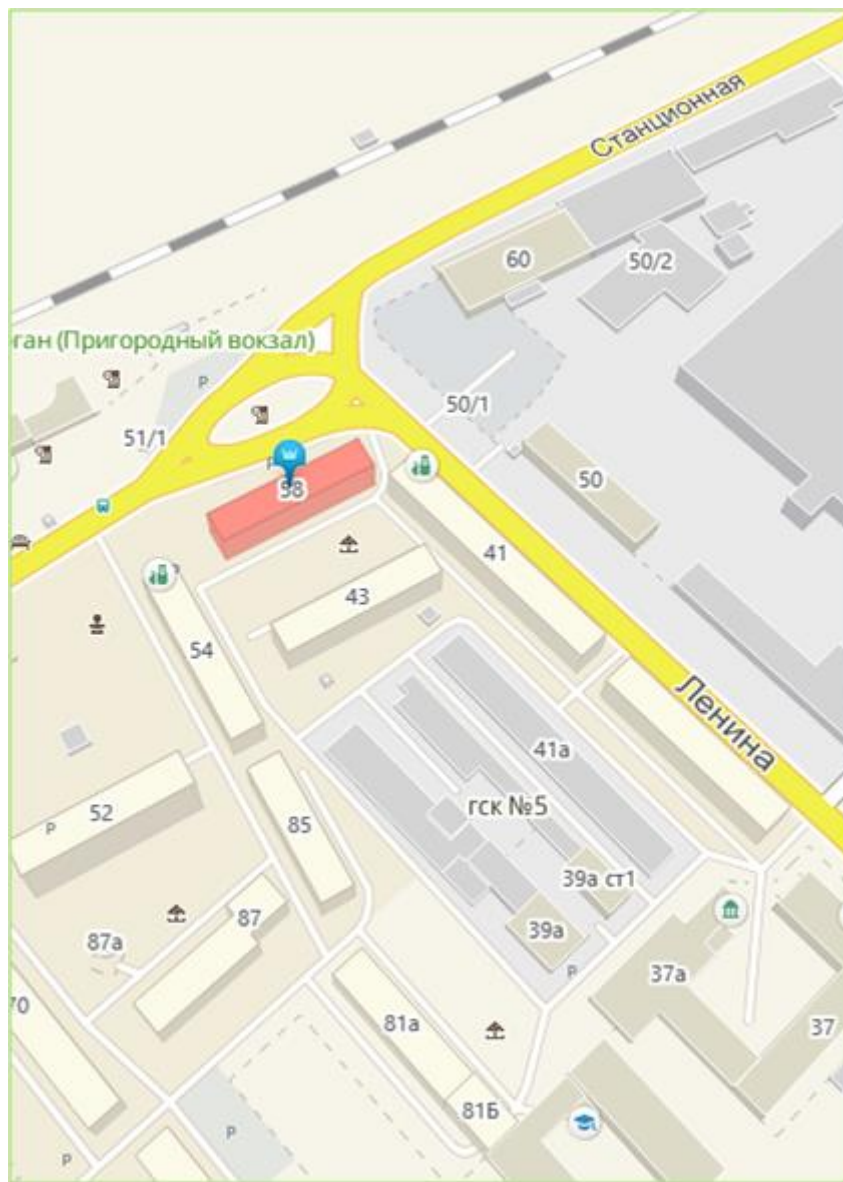 Станционная
60
50/2
ган (Пригородный вокзал)
P
50/1
51/1
P
58
50
41
P
43
54
Ленина
41а
52
P
85
гск №5
39а ст1
87
39а
87а
P
37а
70
81а
37
81Б
P
P